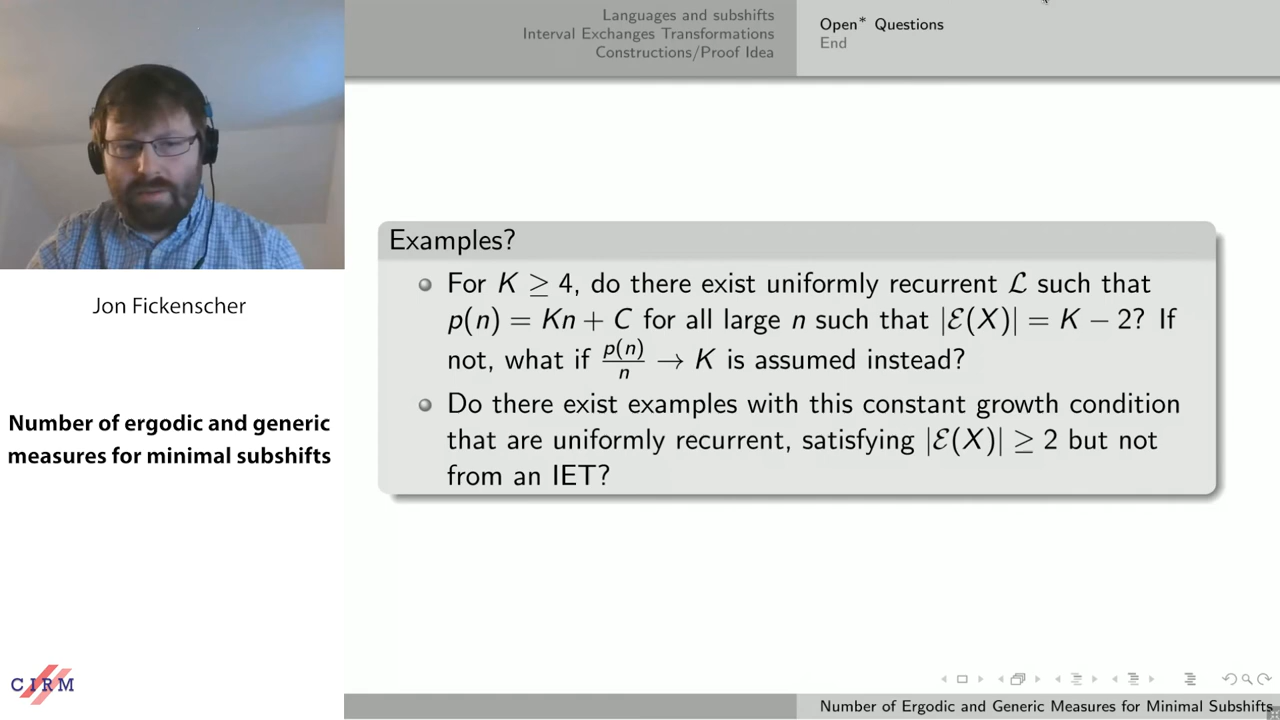 Languages and subshifts
Interval Exchanges Transformations
Constructions/Proof Idea
Open* Questions
End
Examples?
For K ≥ 4, do there exist uniformly recurrent ℒ such that
p(n) = Kn + C for all large n such that |ℰ(X)| = K − 2? If
not, what if p(n)/n → K is assumed instead?
Do there exist examples with this constant growth condition
that are uniformly recurrent, satisfying |ℰ(X)| ≥ 2 but not
from an IET?
Jon Fickenscher
Number of ergodic and generic
measures for minimal subshifts
CIRM
Number of Ergodic and Generic Measures for Minimal Subshifts